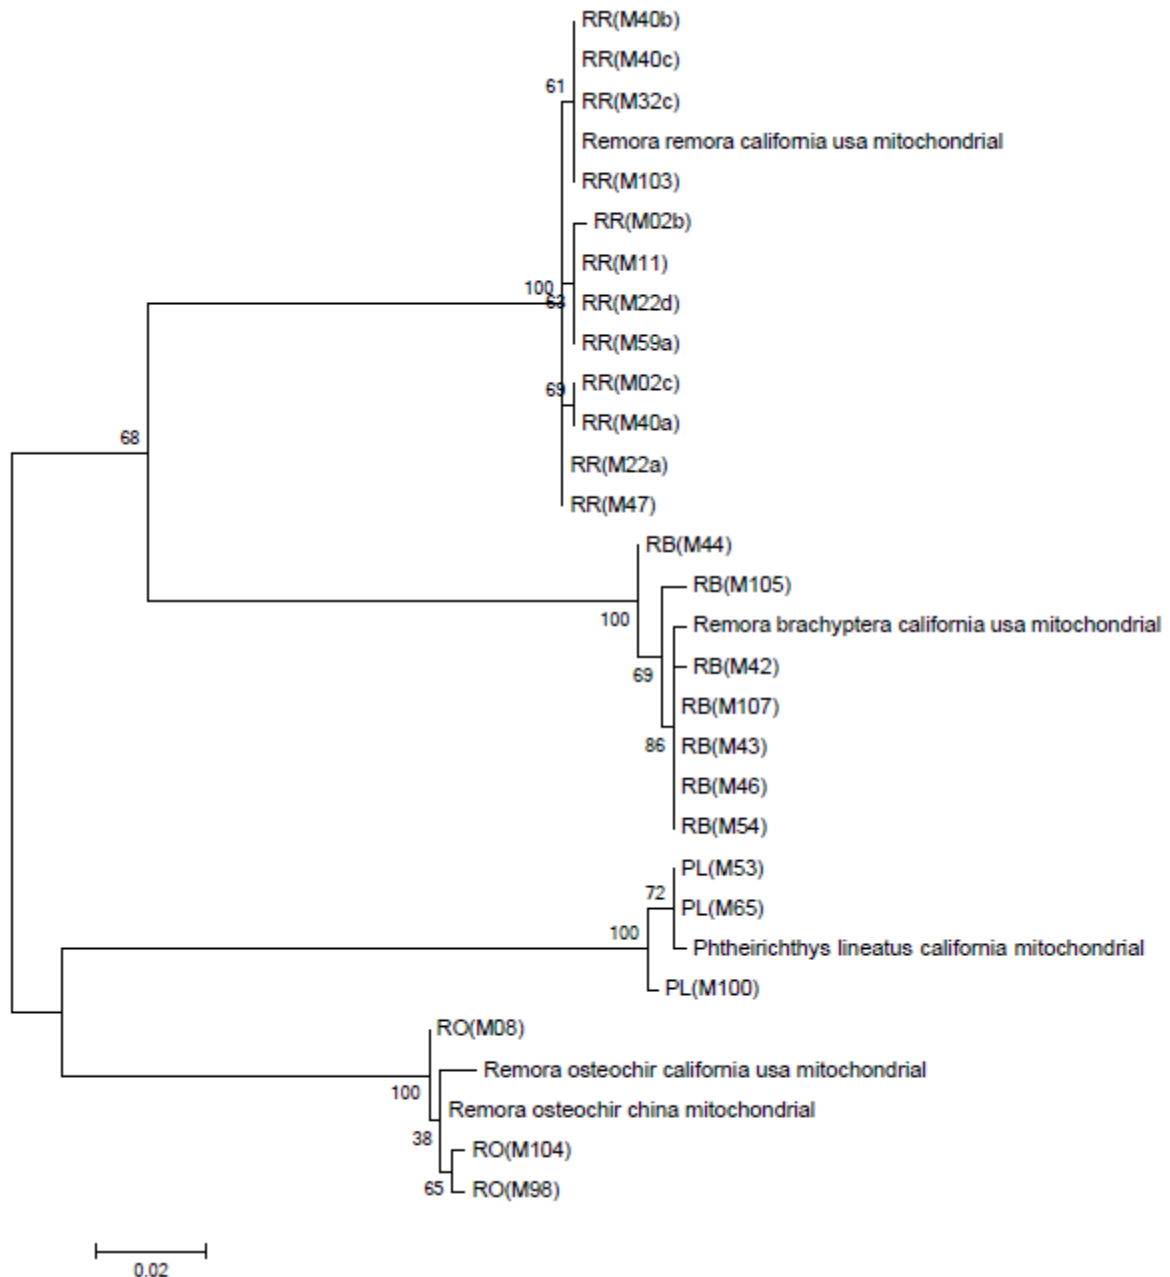 RR(M40b)
RR(M40c)
61
RR(M32c)
Remora remora california usa mitochondrial
RR(M103)
RR(M02b)
RR(M11)
100
63
RR(M22d)
RR(M59a)
69
RR(M02c)
RR(M40a)
68
RR(M22a)
RR(M47)
RB(M44)
RB(M105)
100
Remora brachyptera california usa mitochondrial
RB(M42)
69
RB(M107)
86
RB(M43)
RB(M46)
RB(M54)
PL(M53)
72
PL(M65)
100
Phtheirichthys lineatus california mitochondrial
PL(M100)
RO(M08)
Remora osteochir california usa mitochondrial
100
Remora osteochir china mitochondrial
38
RO(M104)
65
RO(M98)
0.02